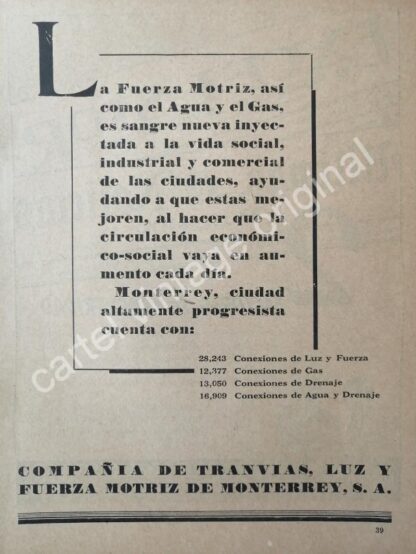 La Fuerza Motriz, así
como el Agua y el Gas,
es sangre nueva inyec-
tada a la vida social,
industrial y comercial
de las ciudades, ayu-
dando a que estas me-
joren, al hacer que la
circulación económi-
co-social vaya en au-
mento cada día.
Monterrey, ciudad
altamente progresista
cuenta con:
28,243 Conexiones de Luz y Fuerza
12,377 Conexiones de Gas
13,050 Conexiones de Drenaje
16,909 Conexiones de Agua y Drenaje
COMPAÑIA DE TRANVIAS, LUZ Y
FUERZA MOTRIZ DE MONTERREY, S. A.
39
cartel vintage original